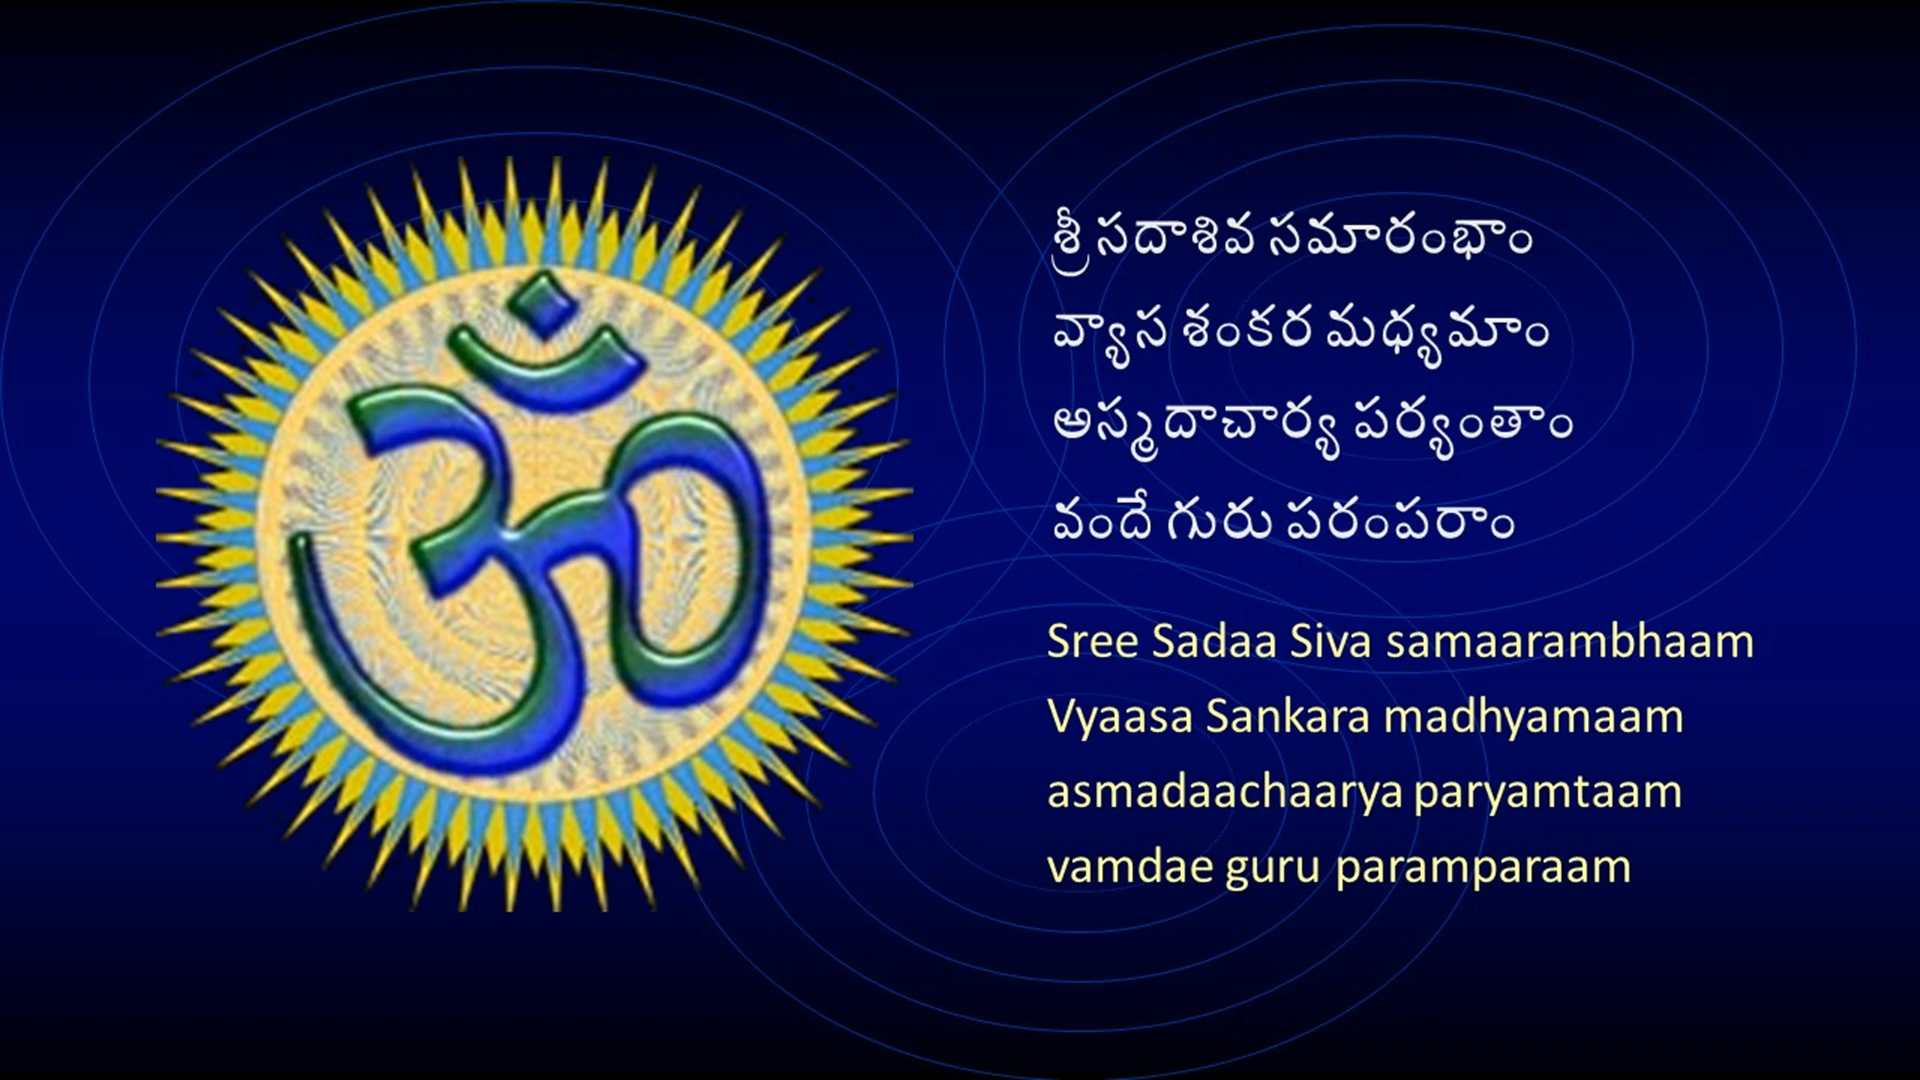 ॐ
శ్రీ సదాశివ సమారంభాం
వ్యాస శంకర మధ్యమాం
అస్మదాచార్య పర్యంతాం
వందే గురు పరంపరాం
Sree Sadaa Siva samaarambhaam
Vyaasa Sankara madhyamaam
asmadaachaarya paryamtaam
vamdae guru paramparaam